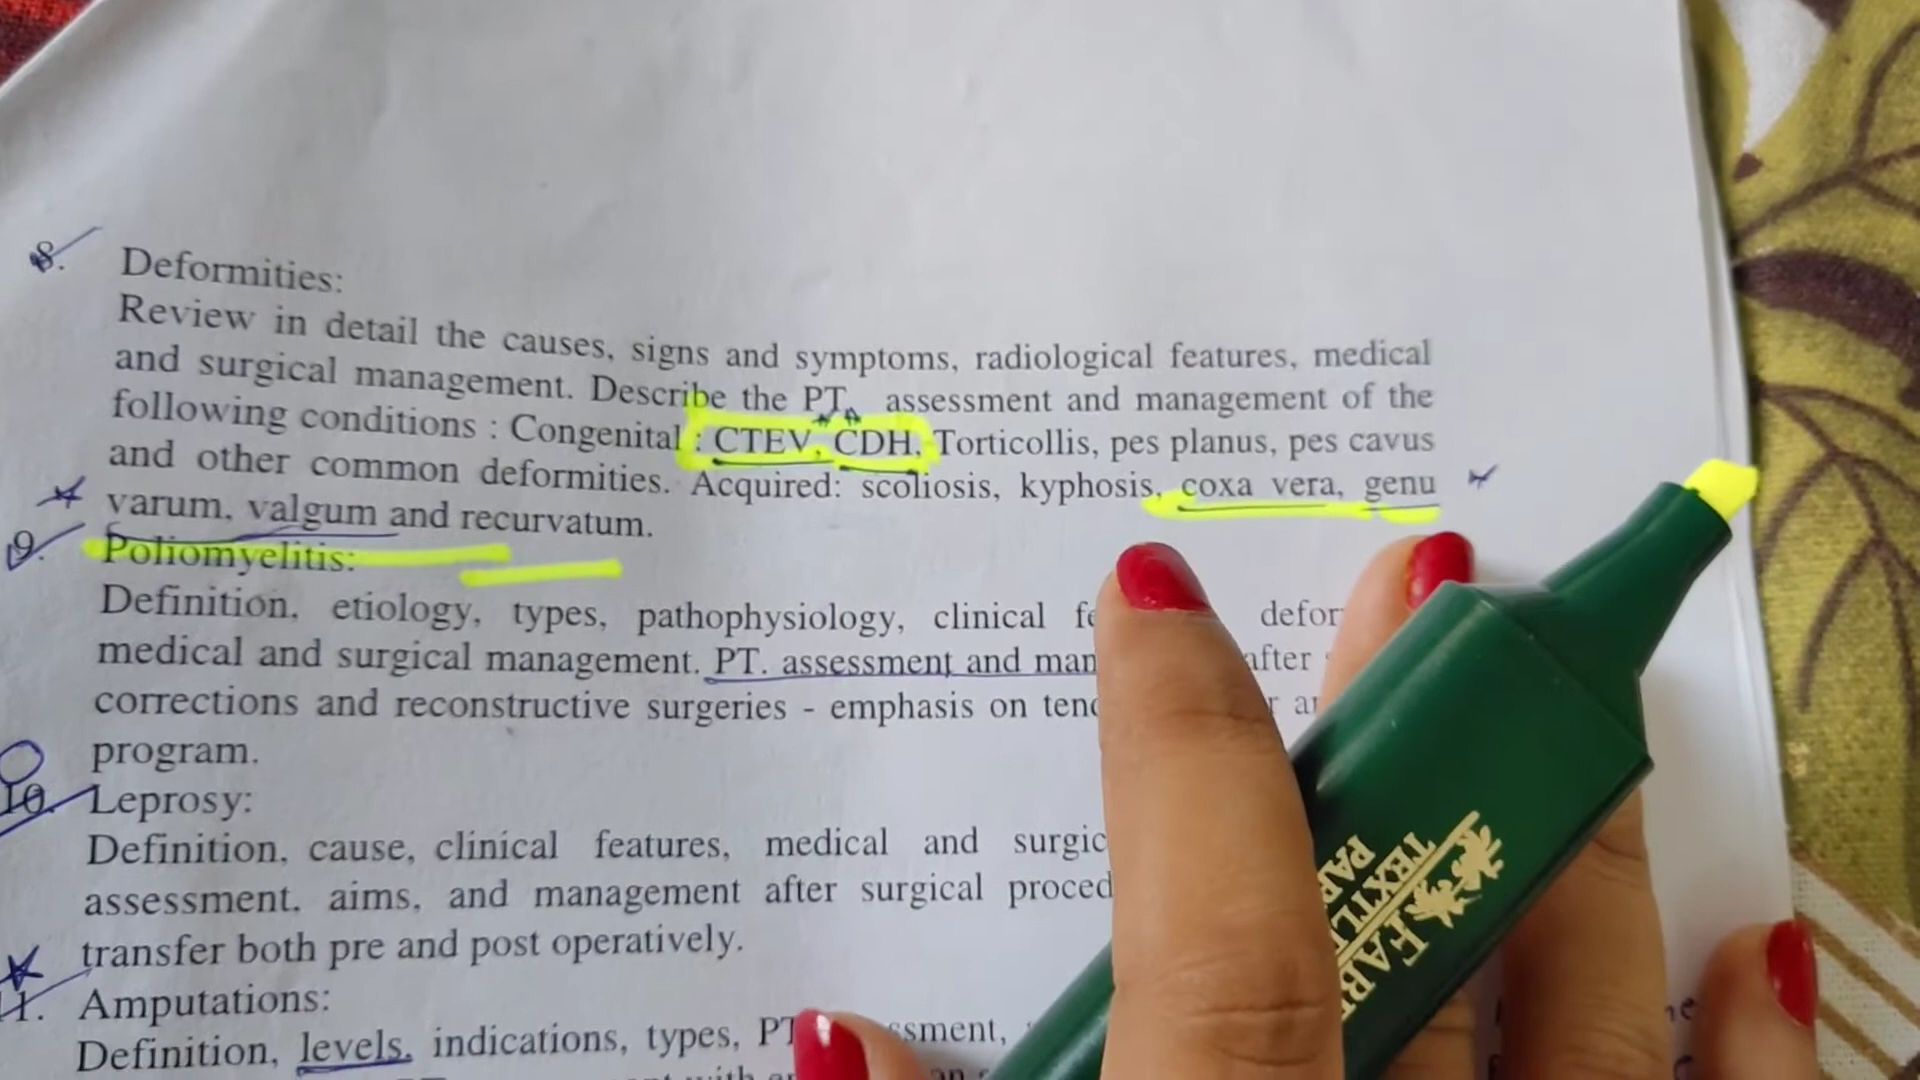 8. Deformities:
Review in detail the causes, signs and symptoms, radiological features, medical
and surgical management. Describe the PT. assessment and management of the
following conditions : Congenital : CTEV, CDH, Torticollis, pes planus, pes cavus
and other common deformities. Acquired: scoliosis, kyphosis, coxa vera, genu
varum, valgum and recurvatum.
9. Poliomyelitis:
Definition, etiology, types, pathophysiology, clinical fe defor
medical and surgical management. PT. assessment and man after
corrections and reconstructive surgeries - emphasis on tend
program.
10. Leprosy:
Definition, cause, clinical features, medical and surgic
assessment, aims, and management after surgical proced
transfer both pre and post operatively.
11. Amputations:
Definition, levels, indications, types, PT ssment,